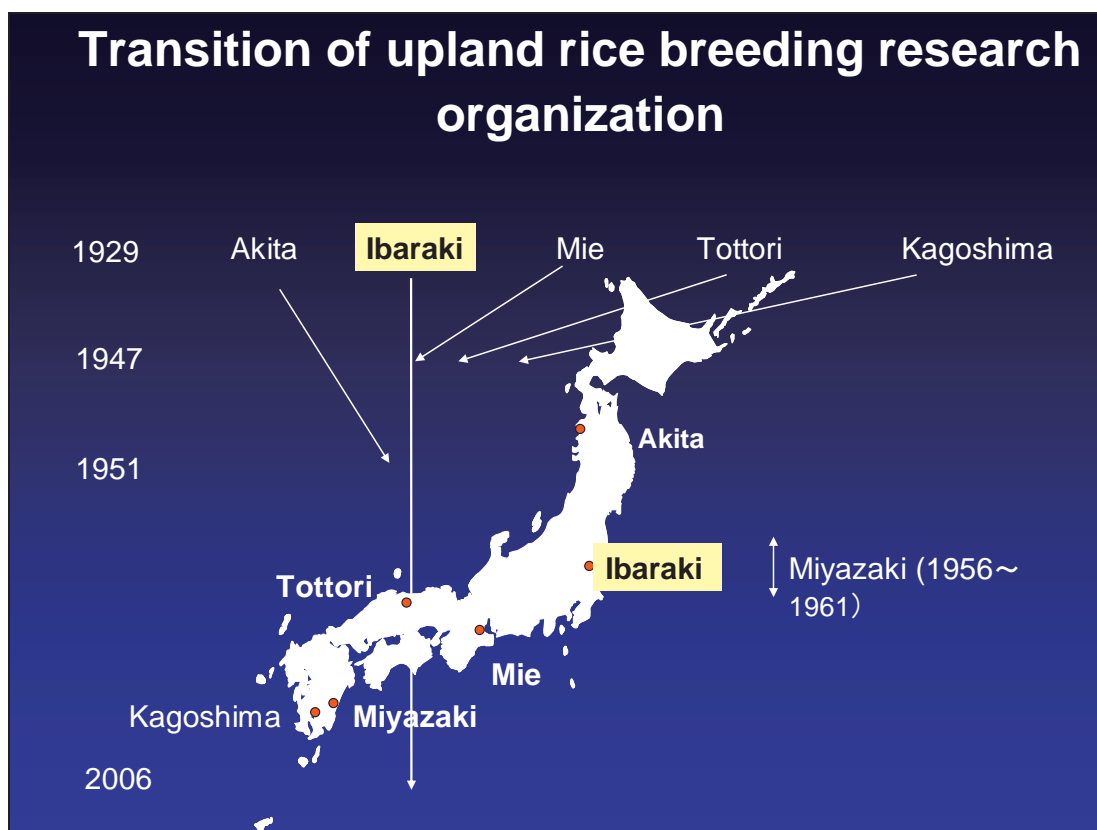 Transition of upland rice breeding research
organization
1929 Akita Ibaraki Mie Tottori Kagoshima
1947
Akita
1951
Ibaraki
Miyazaki (1956～
1961）
Tottori
Mie
Kagoshima Miyazaki
2006